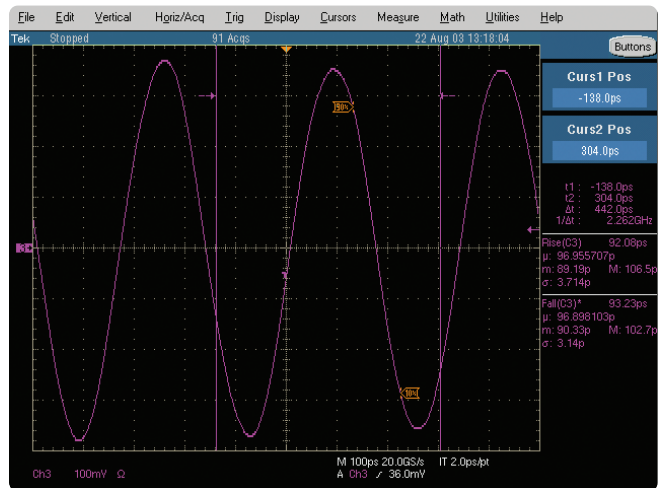 File Edit Vertical Horiz/Acq Trig Display Cursors Measure Math Utilities Help
Tek Stopped 91 Acqs 22 Aug 03 13:18:04
Buttons
Curs1 Pos
-138.0ps
Curs2 Pos
304.0ps
t1: -138.0ps
t2: 304.0ps
Δt: 442.0ps
1/Δt: 2.262GHz
Rise(C3) 92.08ps
µ: 96.955707p
m: 89.19p M: 106.5p
σ: 3.714p
Fall(C3)* 93.23ps
µ: 96.898103p
m: 90.33p M: 102.7p
σ: 3.14p
90%
3
10%
Ch3 100mV Ω
M 100ps 20.0GS/s IT 2.0ps/pt
A Ch3 / 36.0mV